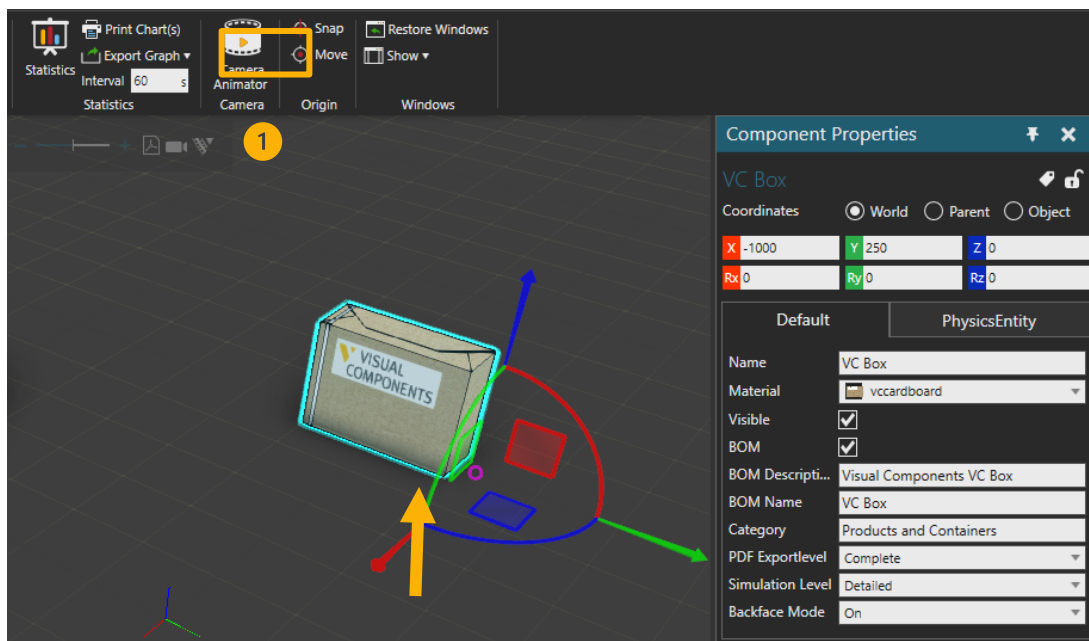 Print Chart(s)
Export Graph
Statistics
Interval 60 s
Statistics
Camera
Animator
Camera
Snap
Move
Origin
Restore Windows
Show
Windows
1
VISUAL
COMPONENTS
Component Properties
VC Box
Coordinates World Parent Object
X -1000 Y 250 Z 0
Rx 0 Ry 0 Rz 0
Default PhysicsEntity
Name VC Box
Material vccardboard
Visible
BOM
BOM Descripti... Visual Components VC Box
BOM Name VC Box
Category Products and Containers
PDF Exportlevel Complete
Simulation Level Detailed
Backface Mode On